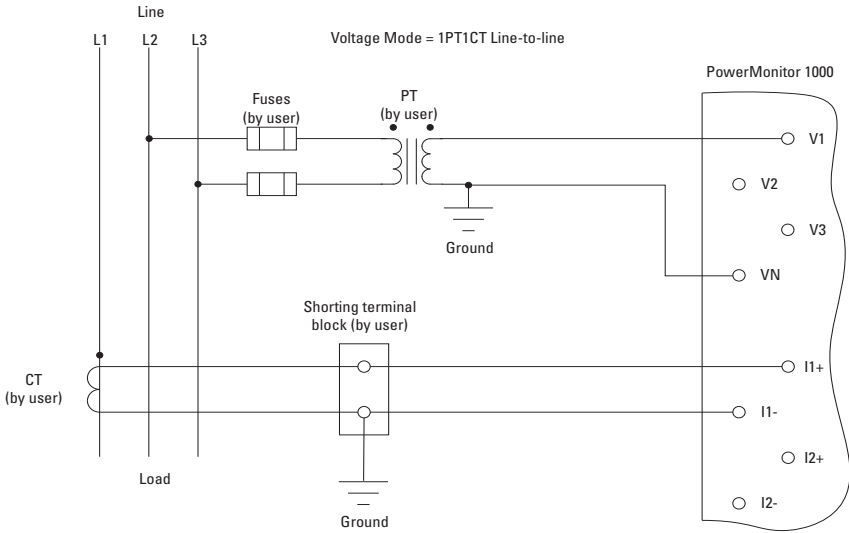 Line
L1 L2 L3
Voltage Mode = 1PT1CT Line-to-line
PowerMonitor 1000
Fuses
(by user)
PT
(by user)
V1
V2
V3
VN
Ground
Shorting terminal
block (by user)
CT
(by user)
I1+
I1-
I2+
I2-
Load
Ground